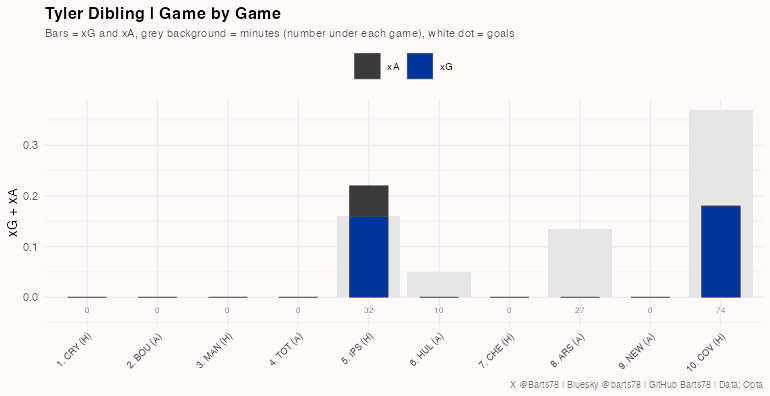 Tyler Dibling | Game by Game
Bars = xG and xA, grey background = minutes (number under each game), white dot = goals
xA xG
xG + xA
0.3
0.2
0.1
0.0
0 0 0 0 32 10 0 27 0 74
1. CRY (H)
2. BOU (A)
3. MAN (H)
4. TOT (A)
5. IPS (H)
6. HUL (A)
7. CHE (H)
8. ARS (A)
9. NEW (A)
10. COV (H)
X @Barts78 | Bluesky @barts78 | GitHub Barts78 | Data: Opta